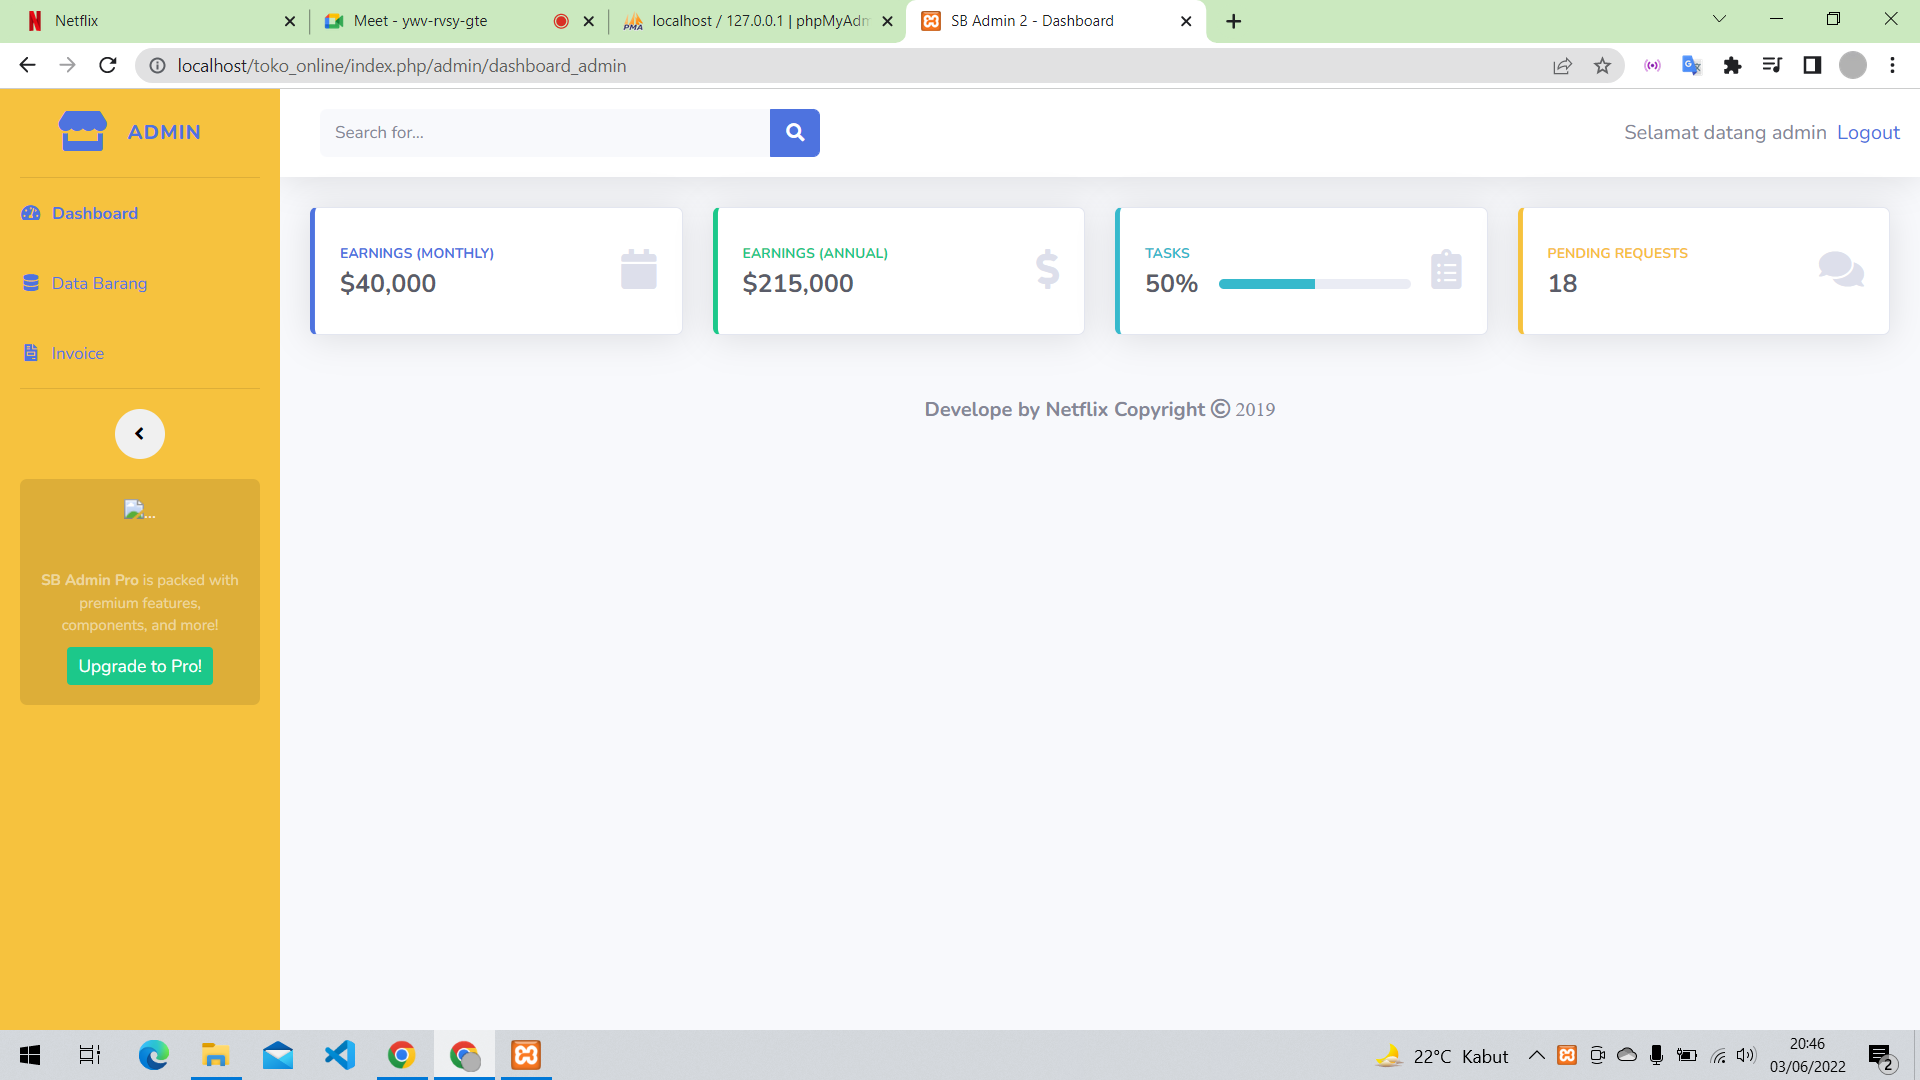 Netflix
Meet - ywv-rvsy-gte
localhost / 127.0.0.1 | phpMyAdm
SB Admin 2 - Dashboard
localhost/toko_online/index.php/admin/dashboard_admin
ADMIN
Search for...
Selamat datang admin Logout
Dashboard
Data Barang
Invoice
EARNINGS (MONTHLY)
$40,000
EARNINGS (ANNUAL)
$215,000
TASKS
50%
PENDING REQUESTS
18
Develope by Netflix Copyright © 2019
...
SB Admin Pro is packed with
premium features,
components, and more!
Upgrade to Pro!
22°C Kabut
20:46
03/06/2022
2